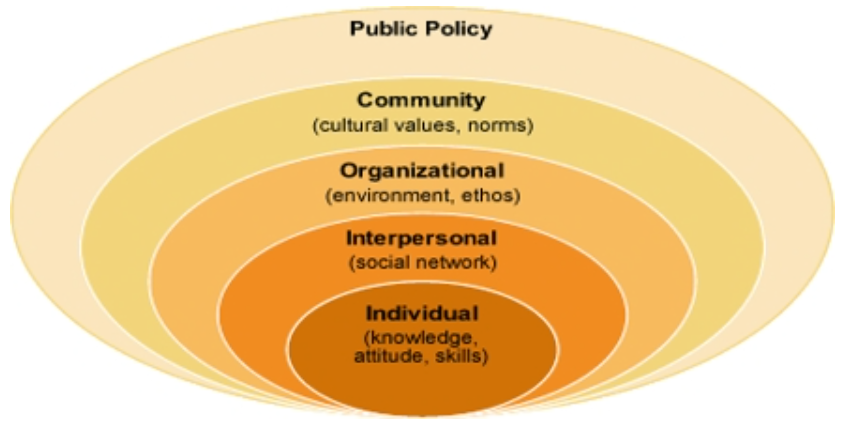 Public Policy
Community
(cultural values, norms)
Organizational
(environment, ethos)
Interpersonal
(social network)
Individual
(knowledge,
attitude, skills)